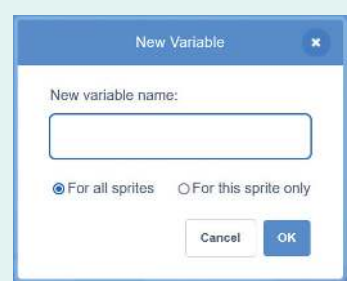 New Variable
New variable name:
For all sprites For this sprite only
Cancel OK